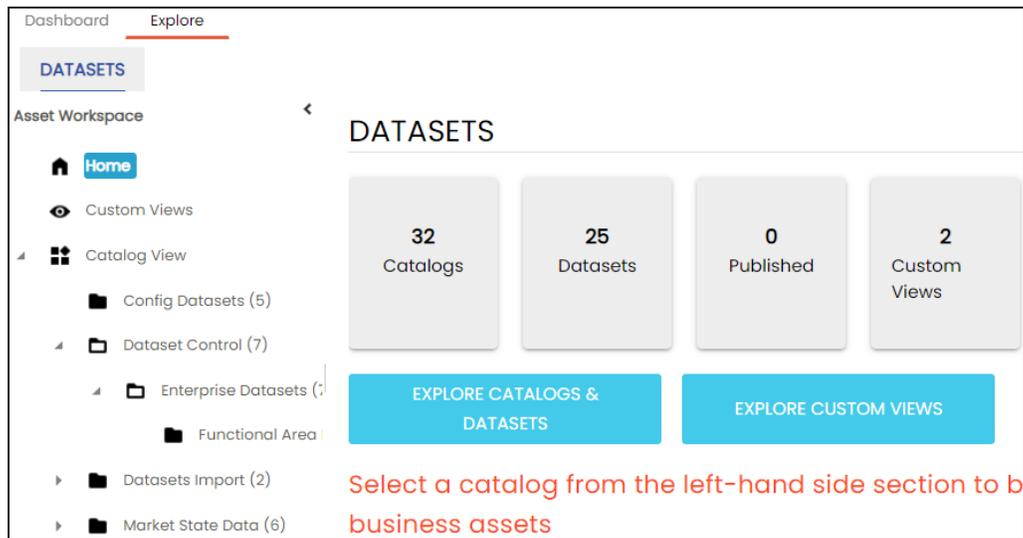 Dashboard Explore
DATASETS
Asset Workspace
Home
Custom Views
Catalog View
Config Datasets (5)
Dataset Control (7)
Enterprise Datasets (
Functional Area
Datasets Import (2)
Market State Data (6)
DATASETS
32
Catalogs
25
Datasets
0
Published
2
Custom
Views
EXPLORE CATALOGS &
DATASETS
EXPLORE CUSTOM VIEWS
Select a catalog from the left-hand side section to b
business assets